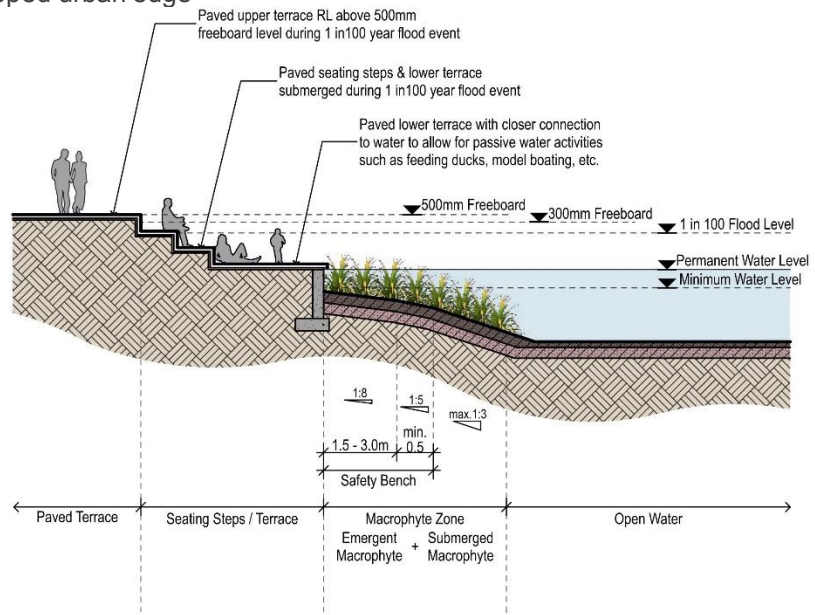 urban edge
Paved upper terrace RL above 500mm
freeboard level during 1 in100 year flood event
Paved seating steps & lower terrace
submerged during 1 in100 year flood event
Paved lower terrace with closer connection
to water to allow for passive water activities
such as feeding ducks, model boating, etc.
500mm Freeboard
300mm Freeboard
1 in 100 Flood Level
Permanent Water Level
Minimum Water Level
1:8
1:5
max.1:3
1.5 - 3.0m
min.
0.5
Safety Bench
Paved Terrace
Seating Steps / Terrace
Macrophyte Zone
Open Water
Emergent
Macrophyte
+
Submerged
Macrophyte